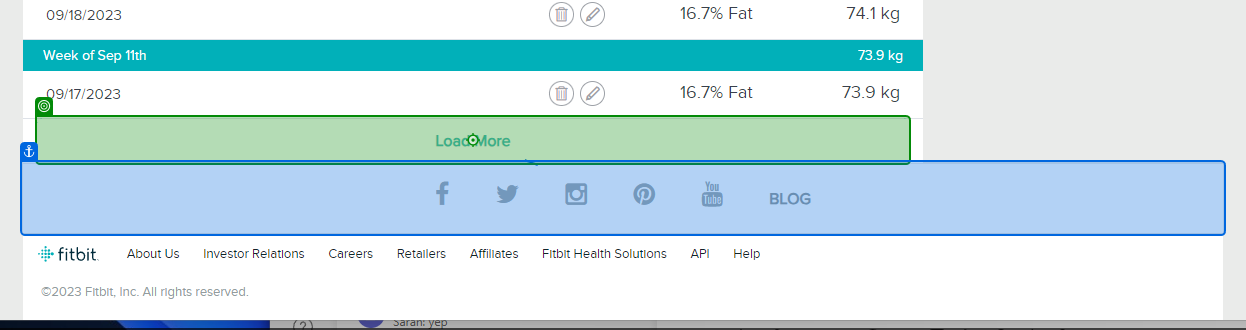 09/18/2023 16.7% Fat 74.1 kg
Week of Sep 11th 73.9 kg
09/17/2023 16.7% Fat 73.9 kg
Load More
You Tube BLOG
fitbit. About Us Investor Relations Careers Retailers Affiliates Fitbit Health Solutions API Help
©2023 Fitbit, Inc. All rights reserved.
Sarah: yep